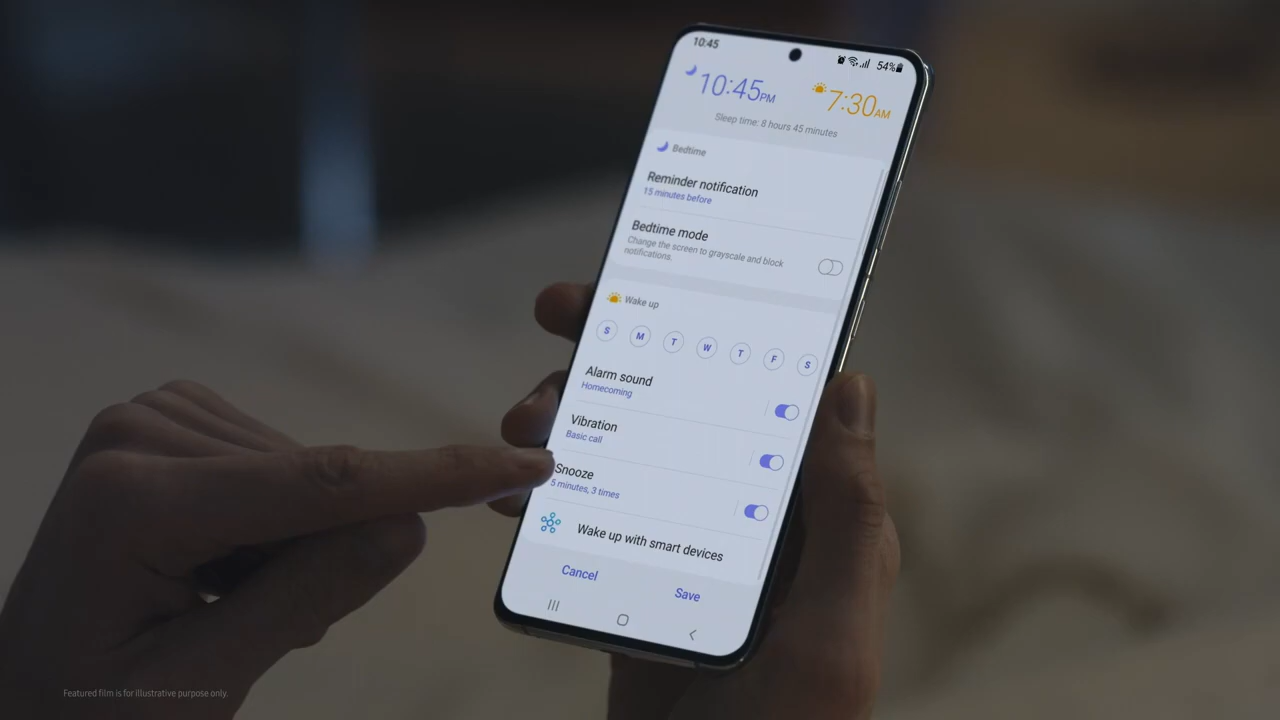 10:45
54%
10:45PM
7:30AM
Sleep time: 8 hours 45 minutes
Bedtime
Reminder notification
15 minutes before
Bedtime mode
Change the screen to grayscale and block
notifications.
Wake up
S M T W T F S
Alarm sound
Homecoming
Vibration
Basic call
Snooze
5 minutes, 3 times
Wake up with smart devices
Cancel
Save
Featured film is for illustrative purpose only.